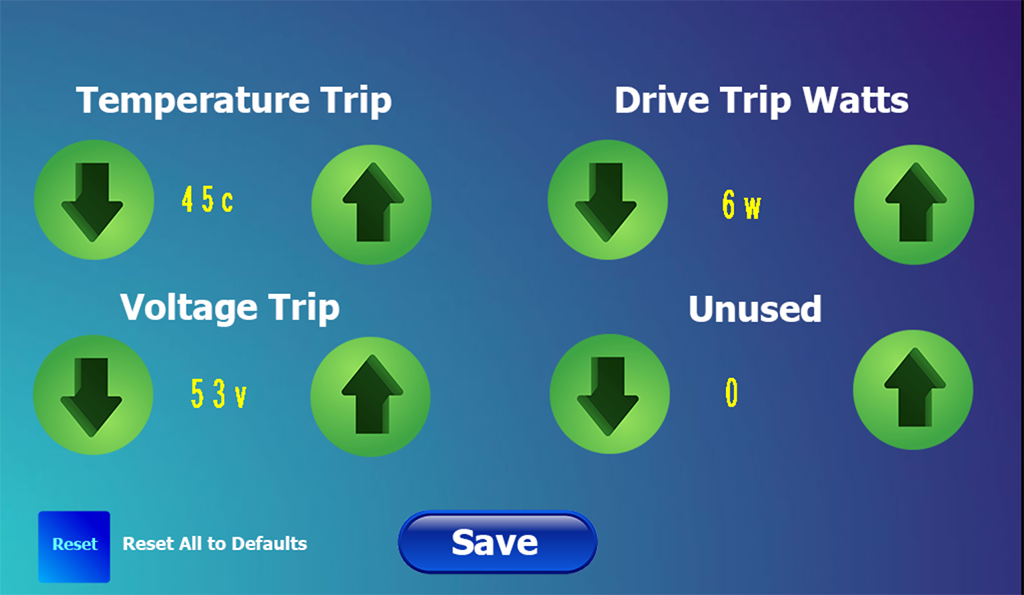 Temperature Trip
Drive Trip Watts
45c
6w
Voltage Trip
Unused
53v
0
Reset
Reset All to Defaults
Save